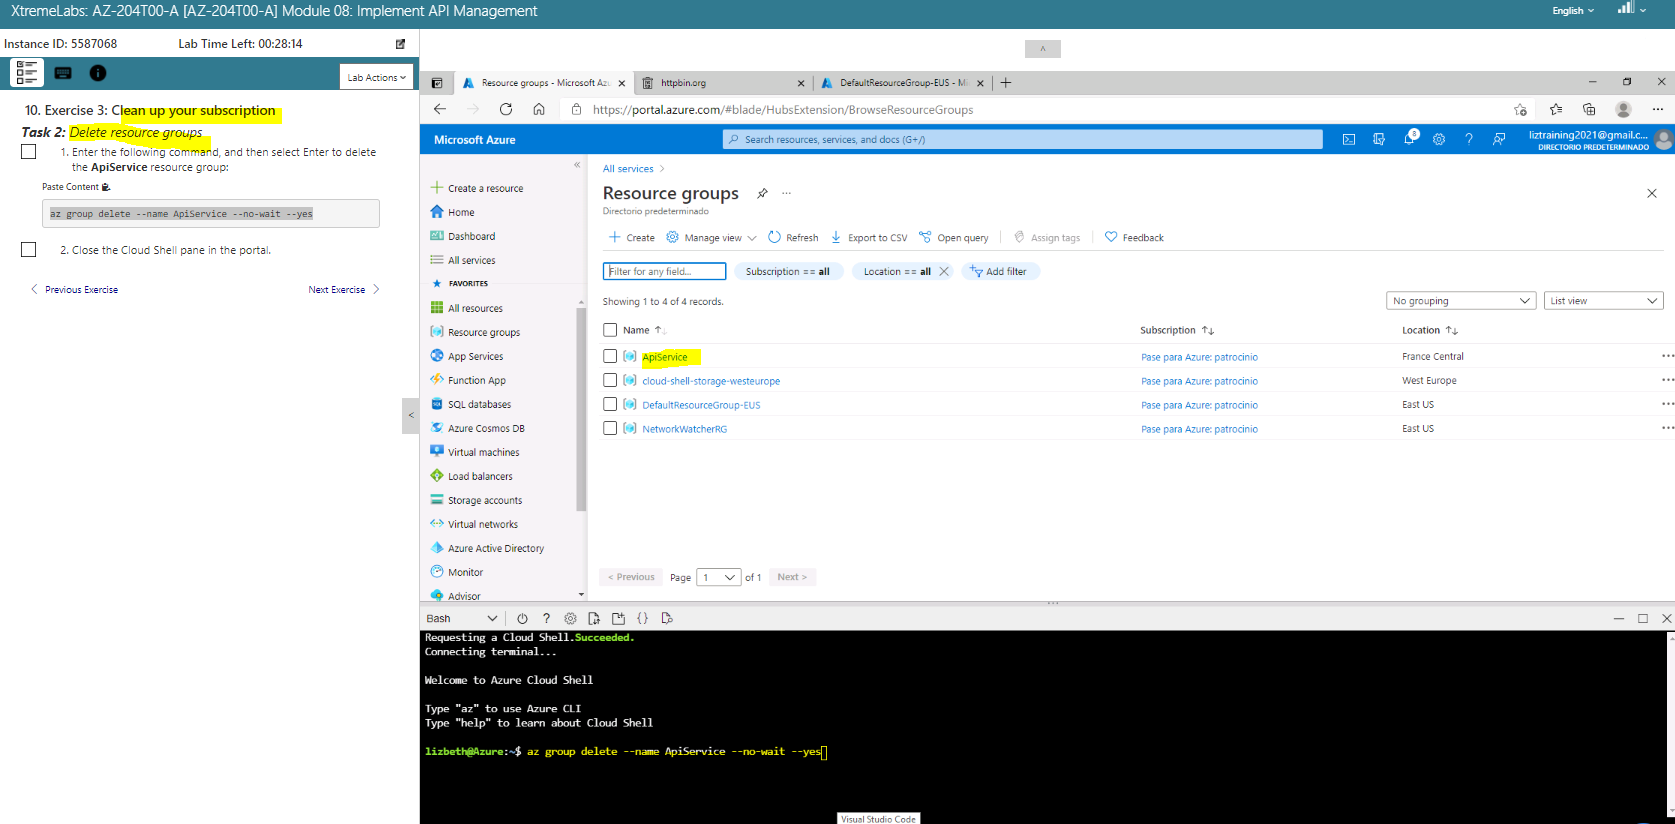 XtremeLabs: AZ-204T00-A [AZ-204T00-A] Module 08: Implement API Management
English
Instance ID: 5587068
Lab Time Left: 00:28:14
Lab Actions
10. Exercise 3: Clean up your subscription
Task 2: Delete resource groups
1. Enter the following command, and then select Enter to delete
the ApiService resource group:
Paste Content
az group delete --name ApiService --no-wait --yes
2. Close the Cloud Shell pane in the portal.
< Previous Exercise
Next Exercise >
Resource groups - Microsoft Azu
httpbin.org
DefaultResourceGroup-EUS - Mi
https://portal.azure.com/#blade/HubsExtension/BrowseResourceGroups
Microsoft Azure
Search resources, services, and docs (G+/)
3
liztraining2021@gmail.c...
DIRECTORIO PREDETERMINADO
Create a resource
Home
Dashboard
All services
FAVORITES
All resources
Resource groups
App Services
Function App
SQL databases
Azure Cosmos DB
Virtual machines
Load balancers
Storage accounts
Virtual networks
Azure Active Directory
Monitor
Advisor
All services >
Resource groups
...
Directorio predeterminado
Create
Manage view
Refresh
Export to CSV
Open query
Assign tags
Feedback
Filter for any field...
Subscription == all
Location == all
Add filter
Showing 1 to 4 of 4 records.
No grouping
List view
Name
Subscription
Location
ApiService
Pase para Azure: patrocinio
France Central
cloud-shell-storage-westeurope
Pase para Azure: patrocinio
West Europe
DefaultResourceGroup-EUS
Pase para Azure: patrocinio
East US
NetworkWatcherRG
Pase para Azure: patrocinio
East US
< Previous
Page
1
of 1
Next >
Bash
Requesting a Cloud Shell.Succeeded.
Connecting terminal...
Welcome to Azure Cloud Shell
Type "az" to use Azure CLI
Type "help" to learn about Cloud Shell
lizbeth@Azure:~$ az group delete --name ApiService --no-wait --yes
Visual Studio Code